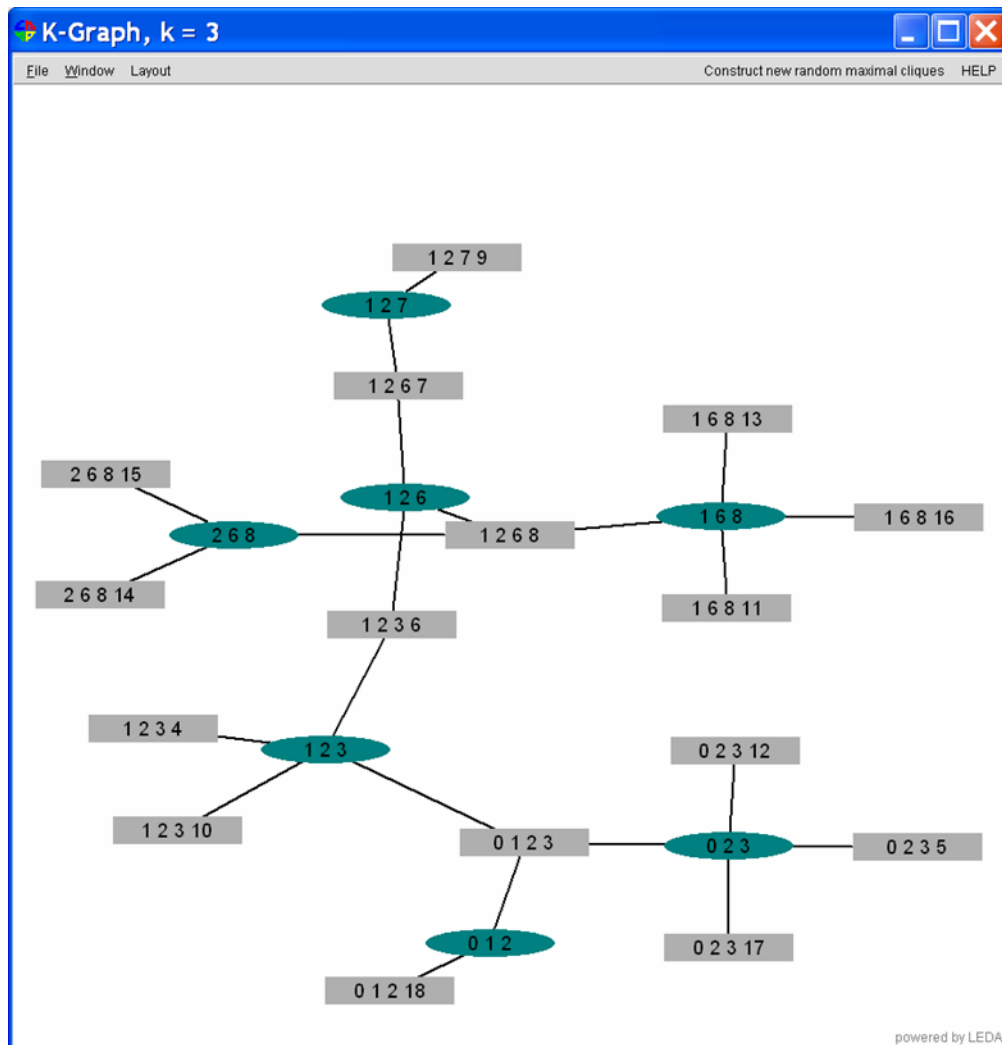 K-Graph, k = 3
File Window Layout Construct new random maximal cliques HELP
1 2 7 9
1 2 7
1 2 6 7
1 6 8 13
2 6 8 15
1 2 6
1 6 8
1 6 8 16
2 6 8
1 2 6 8
2 6 8 14
1 6 8 11
1 2 3 6
1 2 3 4
1 2 3
0 2 3 12
1 2 3 10
0 1 2 3
0 2 3
0 2 3 5
0 1 2
0 2 3 17
0 1 2 18
powered by LEDA